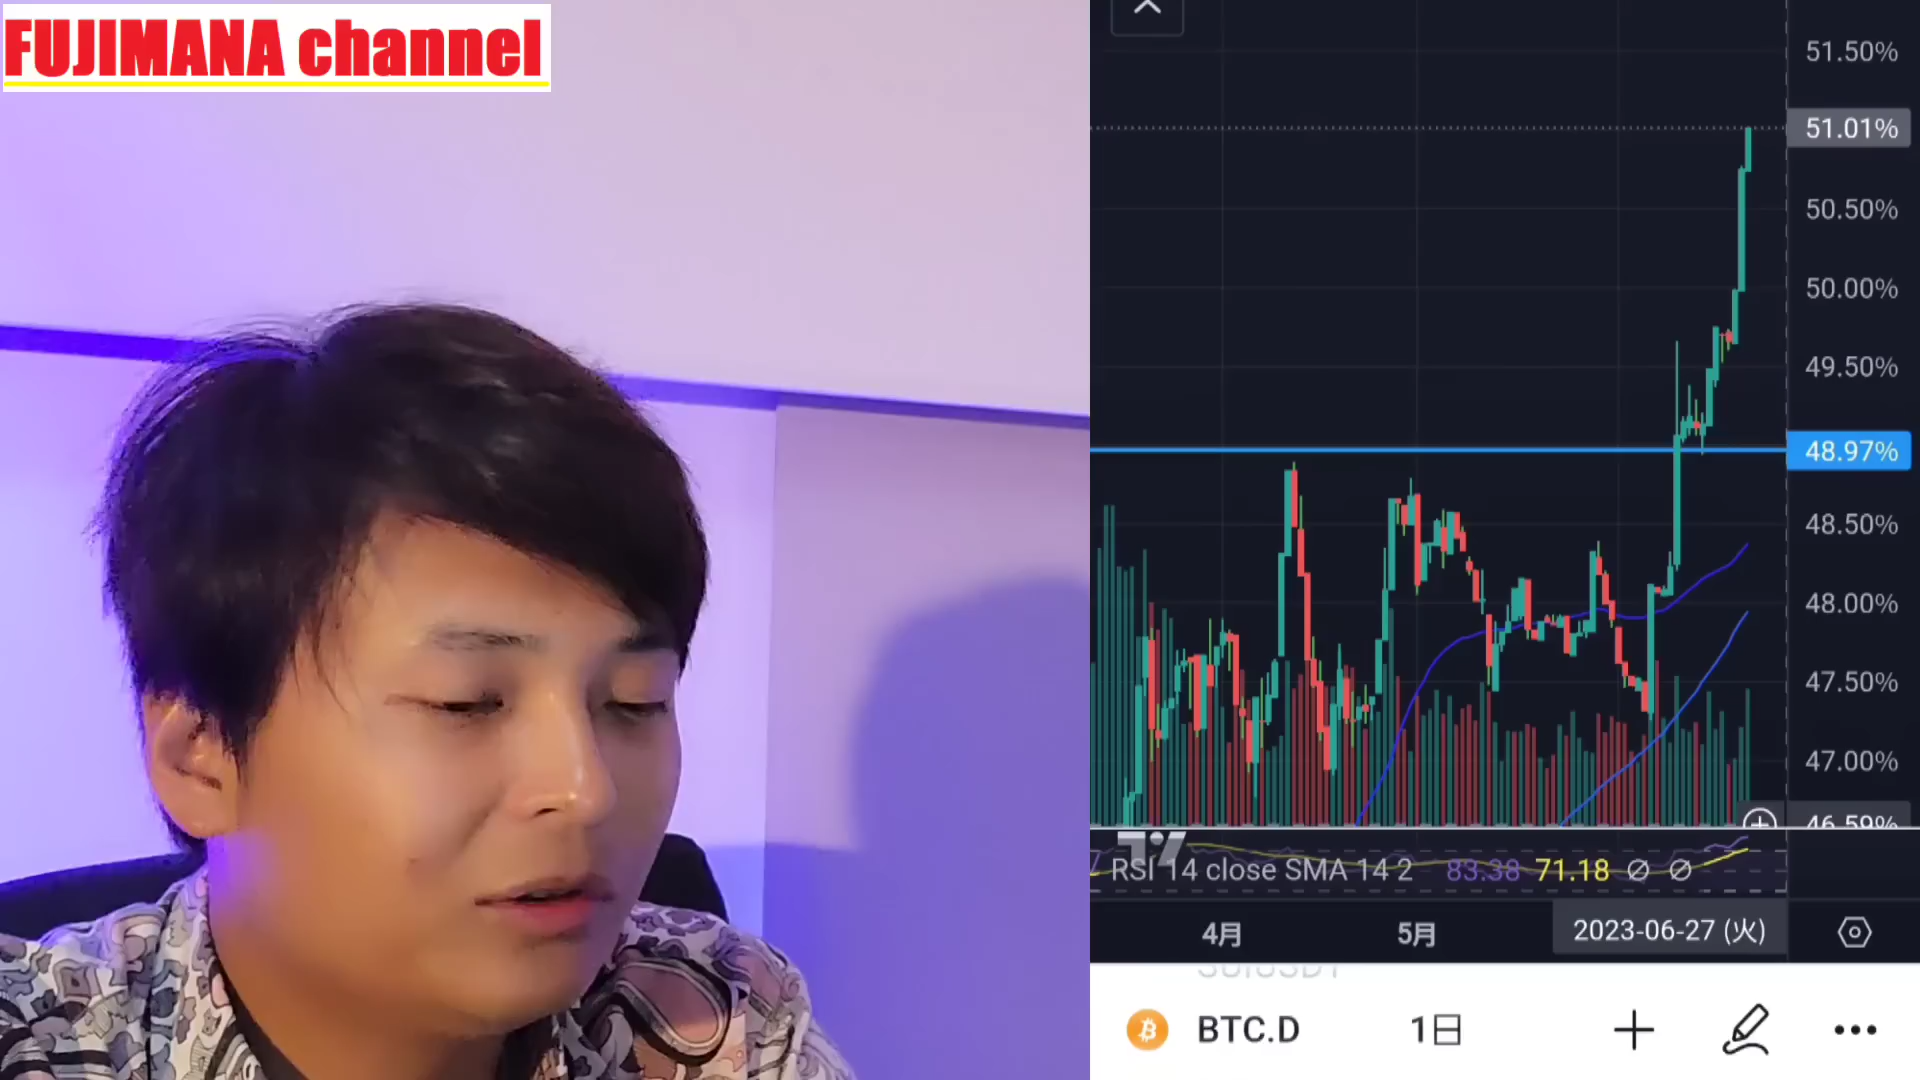 FUJIMANA channel
51.50%
51.01%
50.50%
50.00%
49.50%
48.97%
48.50%
48.00%
47.50%
47.00%
46.59%
RSI 14 close SMA 14 2 83.38 71.18 ∅ ∅
4月 5月 2023-06-27 (火)
BTC.D 1日